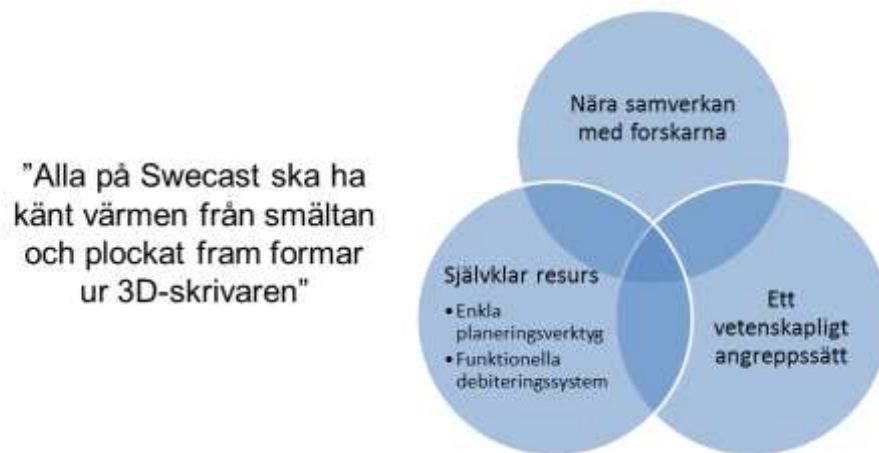 ”Alla på Swecast ska ha
känt värmen från smältan
och plockat fram formar
ur 3D-skrivaren”
Nära samverkan
med forskarna
Självklar resurs
•Enkla
planeringsverktyg
•Funktionella
debiteringssystem
Ett
vetenskapligt
angreppssätt